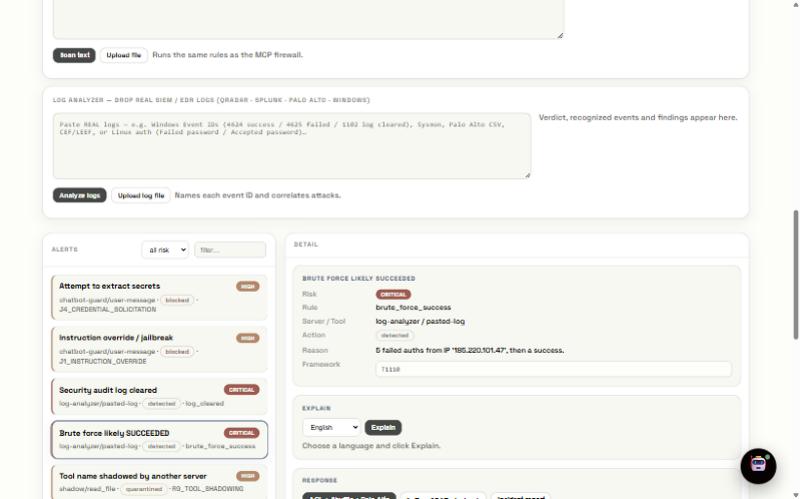 Scan text
Upload file
Runs the same rules as the MCP firewall.
LOG ANALYZER — DROP REAL SIEM / EDR LOGS (QRADAR · SPLUNK · PALO ALTO · WINDOWS)
Paste REAL logs — e.g. Windows Event IDs (4624 success / 4625 failed / 1102 log cleared), Sysmon, Palo Alto CSV,
CEF/LEEF, or Linux auth (Failed password / Accepted password)…
Verdict, recognized events and findings appear here.
Analyze logs
Upload log file
Names each event ID and correlates attacks.
ALERTS
all risk
filter...
Attempt to extract secrets
HIGH
chatbot-guard/user-message · blocked ·
J4_CREDENTIAL_SOLICITATION
Instruction override / jailbreak
HIGH
chatbot-guard/user-message · blocked ·
J1_INSTRUCTION_OVERRIDE
Security audit log cleared
CRITICAL
log-analyzer/pasted-log · detected · log_cleared
Brute force likely SUCCEEDED
CRITICAL
log-analyzer/pasted-log · detected · brute_force_success
Tool name shadowed by another server
HIGH
shadow/read_file · quarantined · R9_TOOL_SHADOWING
DETAIL
BRUTE FORCE LIKELY SUCCEEDED
Risk CRITICAL
Rule brute_force_success
Server / Tool log-analyzer / pasted-log
Action detected
Reason 5 failed auths from IP '185.220.101.47', then a success.
Framework T1110
EXPLAIN
English
Explain
Choose a language and click Explain.
RESPONSE